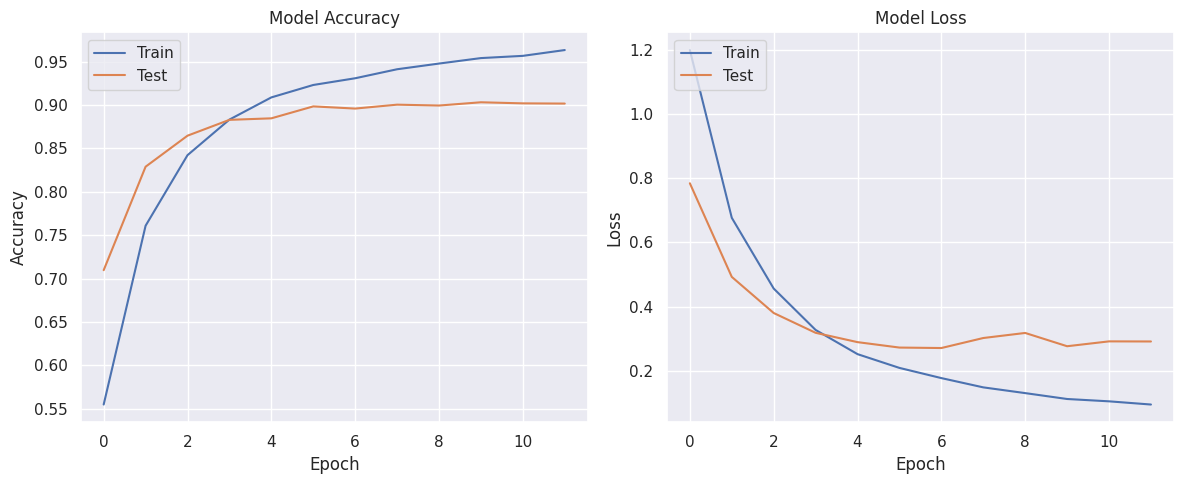 Model Accuracy
Train
Test
0.95
0.90
0.85
0.80
0.75
0.70
0.65
0.60
0.55
Accuracy
0 2 4 6 8 10
Epoch
Model Loss
Train
Test
1.2
1.0
0.8
0.6
0.4
0.2
Loss
0 2 4 6 8 10
Epoch